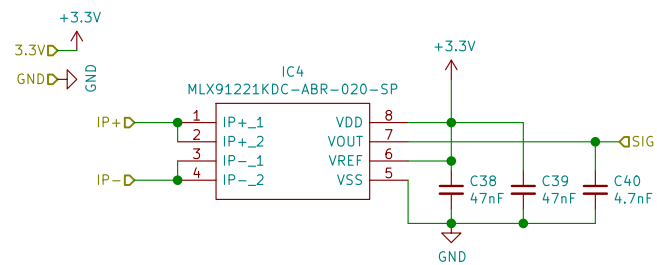 +3.3V
3.3V
GND
GND
+3.3V
IC4
MLX91221KDC-ABR-020-SP
IP+ 1 IP+_1 VDD 8
2 IP+_2 VOUT 7 SIG
3 IP-_1 VREF 6
IP- 4 IP-_2 VSS 5
C38 C39 C40
47nF 47nF 4.7nF
GND